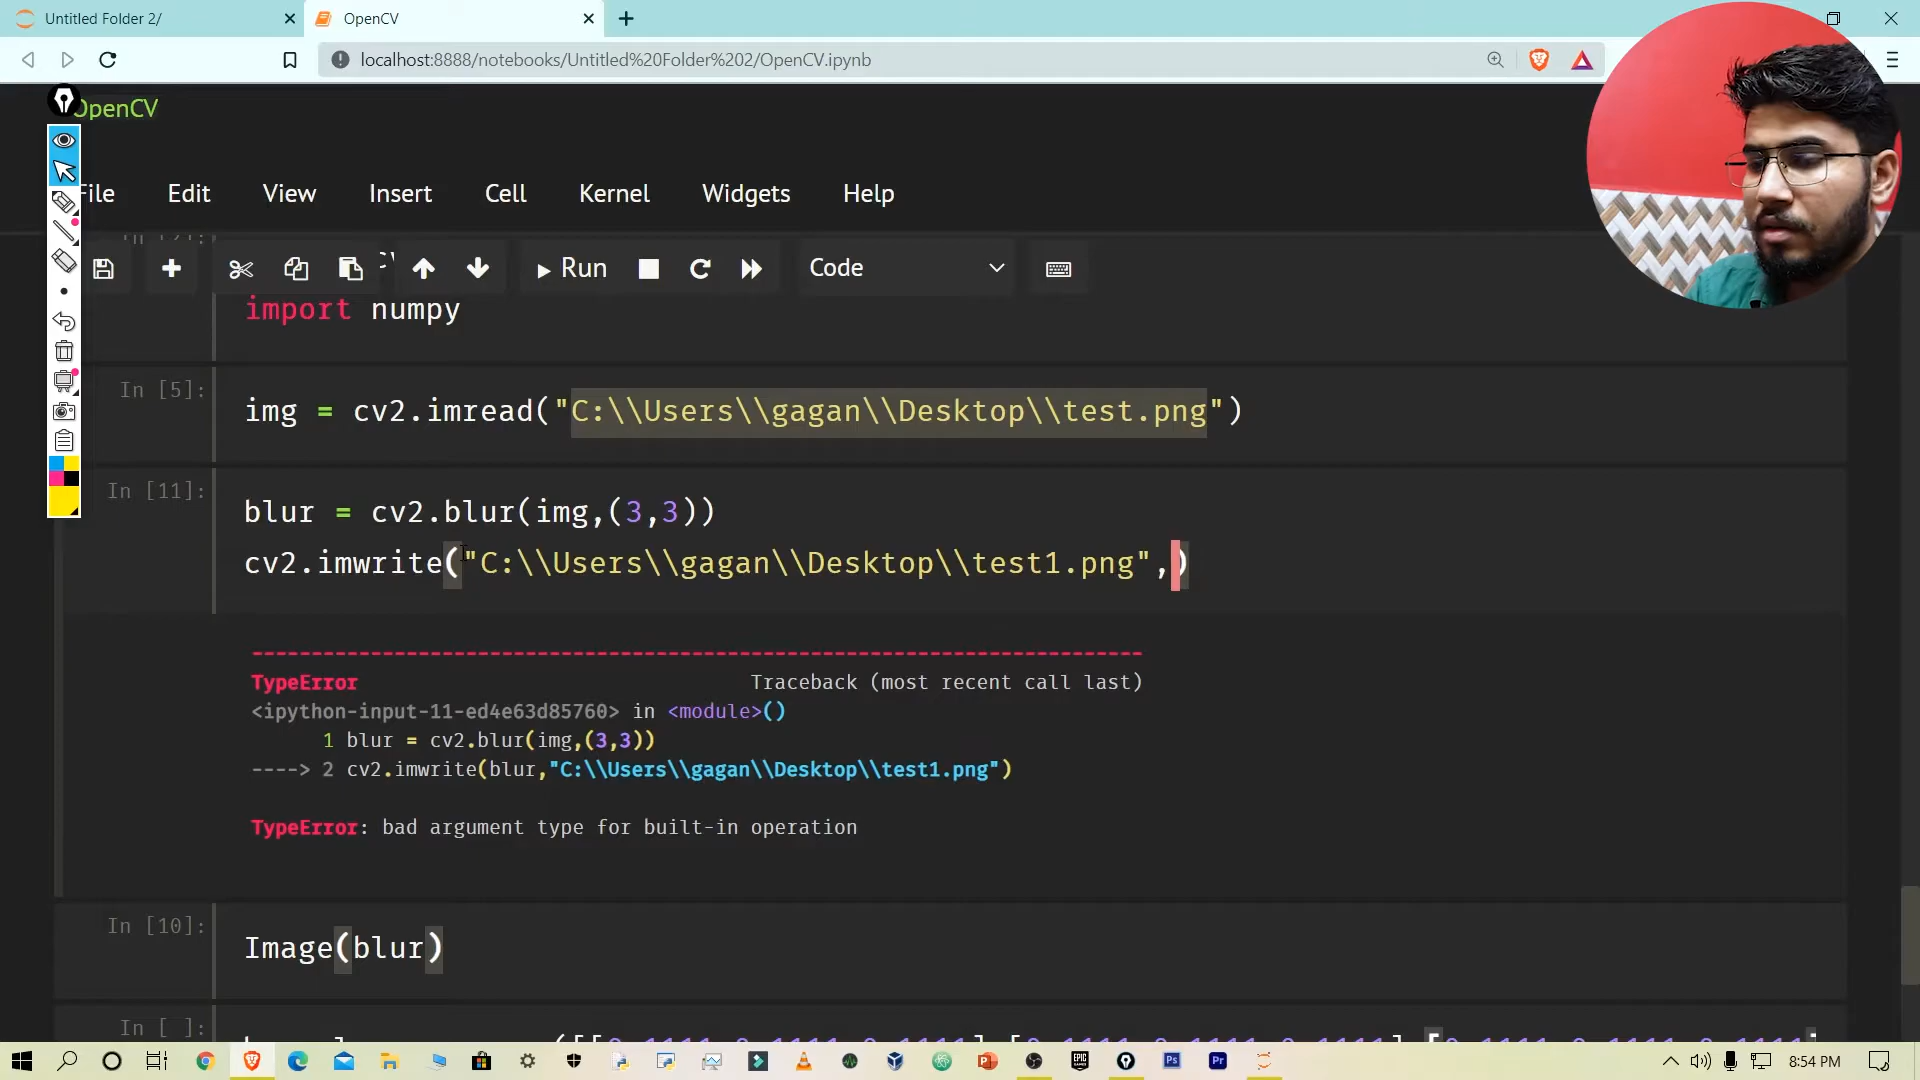 Untitled Folder 2/
OpenCV
localhost:8888/notebooks/Untitled%20Folder%202/OpenCV.ipynb
OpenCV
File Edit View Insert Cell Kernel Widgets Help
Run
Code
import numpy
In [5]:
img = cv2.imread("C:\\Users\\gagan\\Desktop\\test.png")
In [11]:
blur = cv2.blur(img,(3,3))
cv2.imwrite("C:\\Users\\gagan\\Desktop\\test1.png",)
---------------------------------------------------------------------------
TypeError Traceback (most recent call last)
<ipython-input-11-ed4e63d85760> in <module>()
1 blur = cv2.blur(img,(3,3))
----> 2 cv2.imwrite(blur,"C:\\Users\\gagan\\Desktop\\test1.png")
TypeError: bad argument type for built-in operation
In [10]:
Image(blur)
In [ ]:
8:54 PM